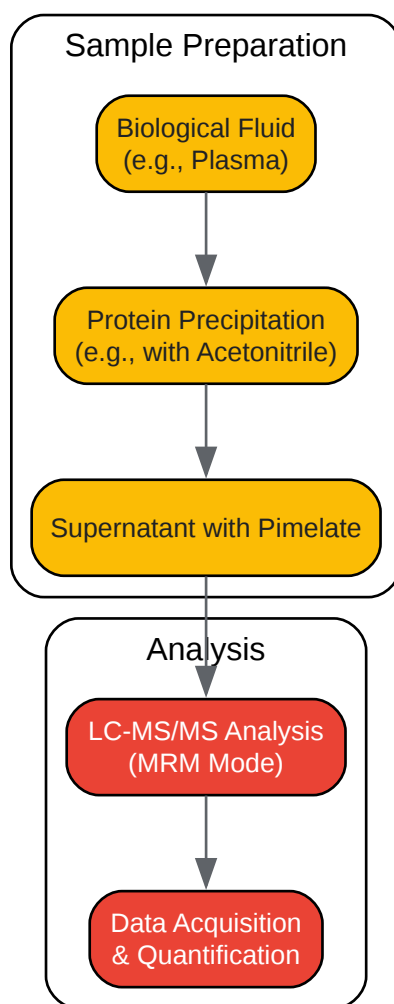 Sample Preparation
Biological Fluid
(e.g., Plasma)
Protein Precipitation
(e.g., with Acetonitrile)
Supernatant with Pimelate
Analysis
LC-MS/MS Analysis
(MRM Mode)
Data Acquisition
& Quantification